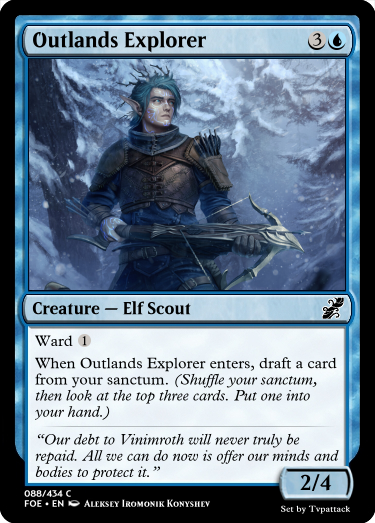 Outlands Explorer 3
Creature — Elf Scout
Ward 1
When Outlands Explorer enters, draft a card
from your sanctum. (Shuffle your sanctum,
then look at the top three cards. Put one into
your hand.)
“Our debt to Vinimroth will never truly be
repaid. All we can do now is offer our minds and
bodies to protect it.”
2/4
088/434 C
FOE • EN Aleksey Iromonik Konyshev
Set by Tvpattack